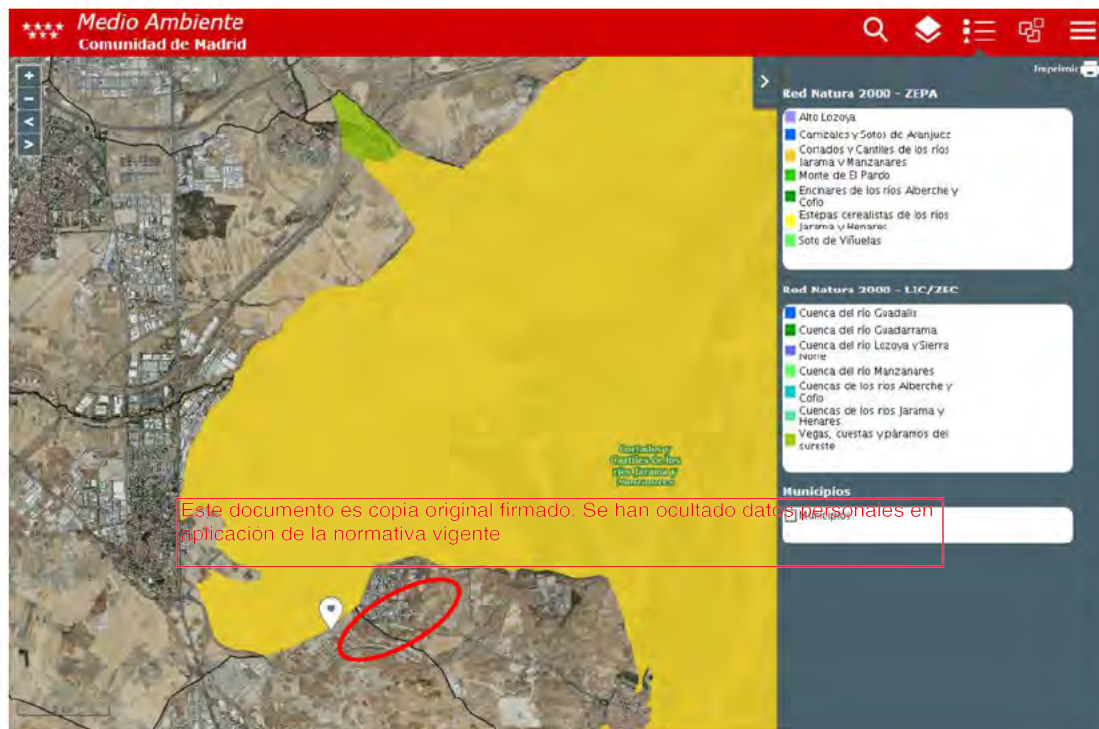 Medio Ambiente
Comunidad de Madrid
+
−
<
>
>
Imprimir
Red Natura 2000 - ZEPA
Alto Lozoya
Carrizales y Sotos de Aranjuez
Cortados y Cantiles de los ríos
Jarama y Manzanares
Monte de El Pardo
Encinares de los ríos Alberche y
Cofio
Estepas cerealistas de los ríos
Jarama y Henares
Soto de Viñuelas
Red Natura 2000 - LIC/ZEC
Cuenca del río Guadalix
Cuenca del río Guadarrama
Cuenca del río Lozoya y Sierra
Norte
Cuenca del río Manzanares
Cuencas de los ríos Alberche y
Cofio
Cuencas de los ríos Jarama y
Henares
Vegas, cuestas y páramos del
sureste
Municipios
Municipios
Cortados y
Cantiles de los
ríos Jarama y
Manzanares
Este documento es copia original firmado. Se han ocultado datos personales en
aplicación de la normativa vigente